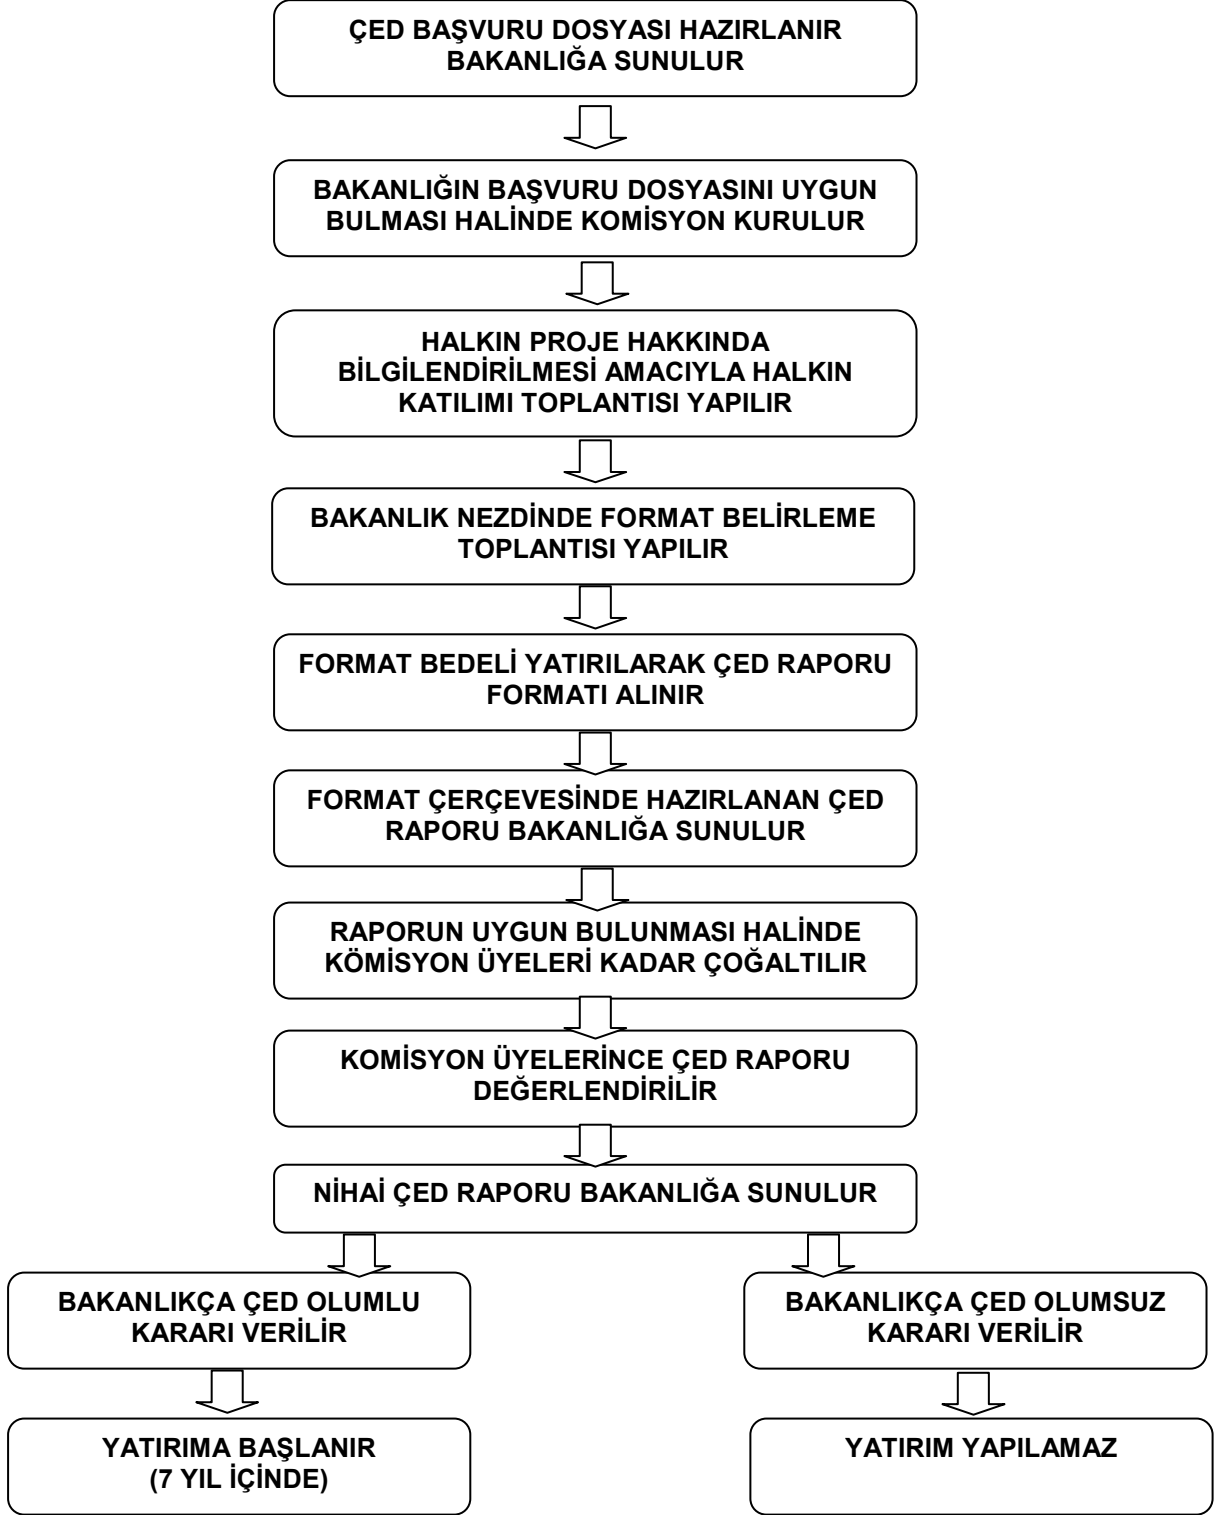 ÇED BAŞVURU DOSYASI HAZIRLANIR
BAKANLIĞA SUNULUR
BAKANLIĞIN BAŞVURU DOSYASINI UYGUN
BULMASI HALİNDE KOMİSYON KURULUR
HALKIN PROJE HAKKINDA
BİLGİLENDİRİLMESİ AMACIYLA HALKIN
KATILIMI TOPLANTISI YAPILIR
BAKANLIK NEZDİNDE FORMAT BELİRLEME
TOPLANTISI YAPILIR
FORMAT BEDELİ YATIRILARAK ÇED RAPORU
FORMATI ALINIR
FORMAT ÇERÇEVESİNDE HAZIRLANAN ÇED
RAPORU BAKANLIĞA SUNULUR
RAPORUN UYGUN BULUNMASI HALİNDE
KÖMİSYON ÜYELERİ KADAR ÇOĞALTILIR
KOMİSYON ÜYELERİNCE ÇED RAPORU
DEĞERLENDİRİLİR
NİHAİ ÇED RAPORU BAKANLIĞA SUNULUR
BAKANLIKÇA ÇED OLUMLU
KARARI VERİLİR
BAKANLIKÇA ÇED OLUMSUZ
KARARI VERİLİR
YATIRIMA BAŞLANIR
(7 YIL İÇİNDE)
YATIRIM YAPILAMAZ